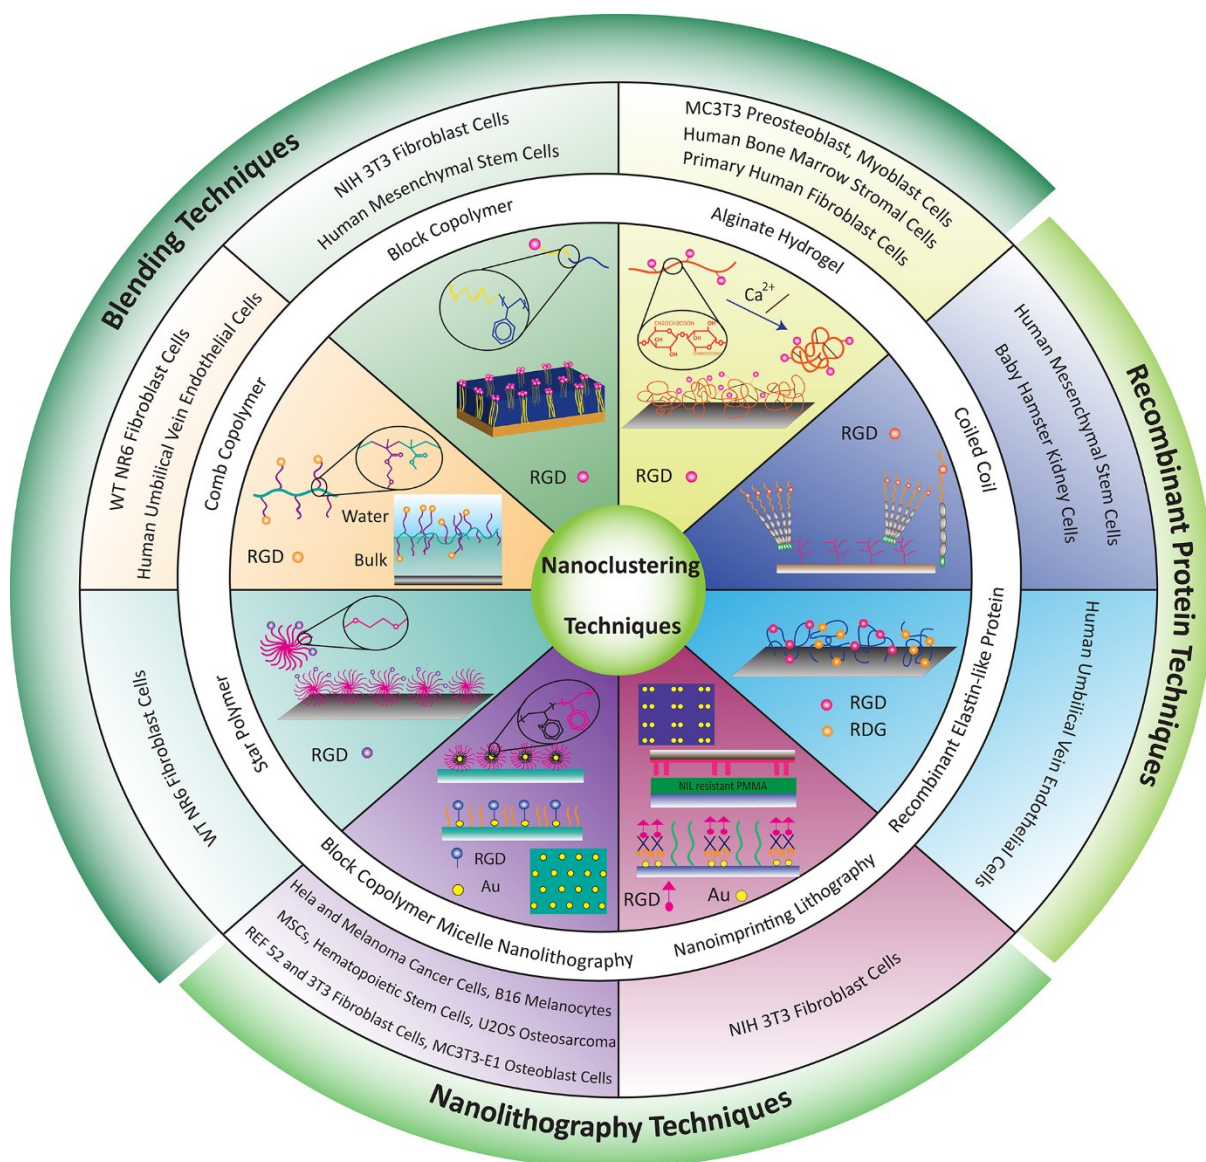 Nanoclustering
Techniques
Blending Techniques
NIH 3T3 Fibroblast Cells
Human Mesenchymal Stem Cells
Block Copolymer
RGD
MC3T3 Preosteoblast, Myoblast Cells
Human Bone Marrow Stromal Cells
Primary Human Fibroblast Cells
Alginate Hydrogel
Ca2+
RGD
WT NR6 Fibroblast Cells
Human Umbilical Vein Endothelial Cells
Comb Copolymer
Water
Bulk
RGD
WT NR6 Fibroblast Cells
Star Polymer
RGD
Recombinant Protein Techniques
Human Mesenchymal Stem Cells
Baby Hamster Kidney Cells
Coiled Coil
RGD
Human Umbilical Vein Endothelial Cells
Recombinant Elastin-like Protein
RGD
RDG
Nanolithography Techniques
Block Copolymer Micelle Nanolithography
Hela and Melanoma Cancer Cells, B16 Melanocytes
MSCs, Hematopoietic Stem Cells, U2OS Osteosarcoma
REF 52 and 3T3 Fibroblast Cells, MC3T3-E1 Osteoblast Cells
RGD
Au
Nanoimprinting Lithography
NIH 3T3 Fibroblast Cells
NIL resistant PMMA
RGD
Au